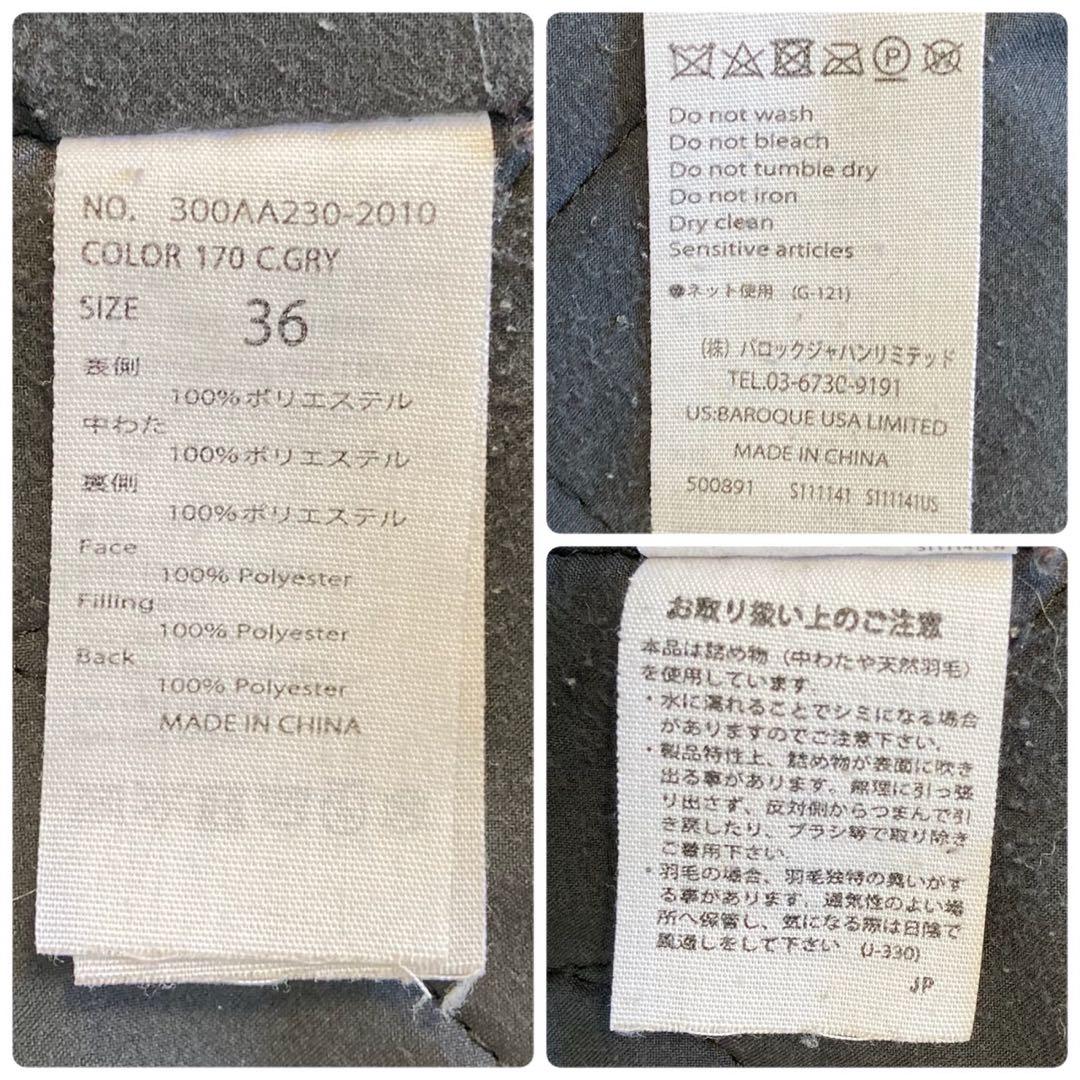 NO. 300AA230-2010
COLOR 170 C.GRY
SIZE 36
表側
100%ポリエステル
中わた
100%ポリエステル
裏側
100%ポリエステル
Face
100% Polyester
Filling
100% Polyester
Back
100% Polyester
MADE IN CHINA
P
Do not wash
Do not bleach
Do not tumble dry
Do not iron
Dry clean
Sensitive articles
●ネット使用 (G-121)
(株) バロックジャパンリミテッド
TEL.03-6730-9191
US:BAROQUE USA LIMITED
MADE IN CHINA
500891 S111141 S111141US
お取り扱い上のご注意
本品は詰め物（中わたや天然羽毛）
を使用しています.
・水に濡れることでシミになる場合
がありますのでご注意下さい.
・製品特性上、詰め物が表面に吹き
出る事があります. 無理に引っ張
り出さず、反対側からつまんで引
き戻したり、ブラシ等で取り除き
ご着用下さい.
・羽毛の場合、羽毛独特の臭いがす
る事があります. 通気性のよい場
所へ保管し、気になる際は日陰で
風通しをして下さい (J-330)
JP